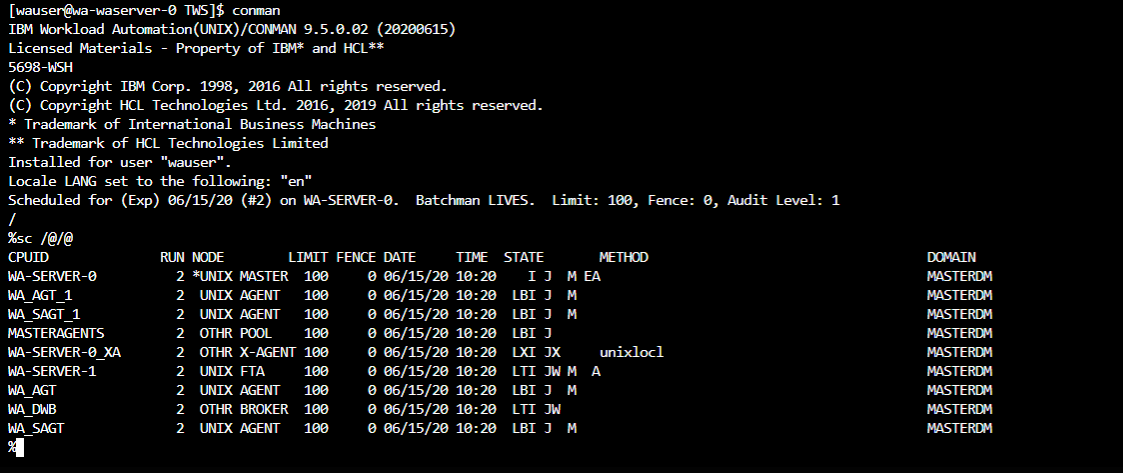 [wauser@wa-waserver-0 TWS]$ conman
IBM Workload Automation(UNIX)/CONMAN 9.5.0.02 (20200615)
Licensed Materials - Property of IBM* and HCL**
5698-WSH
(C) Copyright IBM Corp. 1998, 2016 All rights reserved.
(C) Copyright HCL Technologies Ltd. 2016, 2019 All rights reserved.
* Trademark of International Business Machines
** Trademark of HCL Technologies Limited
Installed for user "wauser".
Locale LANG set to the following: "en"
Scheduled for (Exp) 06/15/20 (#2) on WA-SERVER-0.  Batchman LIVES.  Limit: 100, Fence: 0, Audit Level: 1
/
%sc /@/@
CPUID              RUN NODE        LIMIT FENCE DATE     TIME  STATE       METHOD                                  DOMAIN
WA-SERVER-0          2 *UNIX MASTER  100     0 06/15/20 10:20    I J  M EA                                        MASTERDM
WA_AGT_1             2  UNIX AGENT   100     0 06/15/20 10:20  LBI J  M                                           MASTERDM
WA_SAGT_1            2  UNIX AGENT   100     0 06/15/20 10:20  LBI J  M                                           MASTERDM
MASTERAGENTS         2  OTHR POOL    100     0 06/15/20 10:20  LBI J                                              MASTERDM
WA-SERVER-0_XA       2  OTHR X-AGENT 100     0 06/15/20 10:20  LXI JX     unixlocl                                MASTERDM
WA-SERVER-1          2  UNIX FTA     100     0 06/15/20 10:20  LTI JW M  A                                        MASTERDM
WA_AGT               2  UNIX AGENT   100     0 06/15/20 10:20  LBI J  M                                           MASTERDM
WA_DWB               2  OTHR BROKER  100     0 06/15/20 10:20  LTI JW                                             MASTERDM
WA_SAGT              2  UNIX AGENT   100     0 06/15/20 10:20  LBI J  M                                           MASTERDM
%